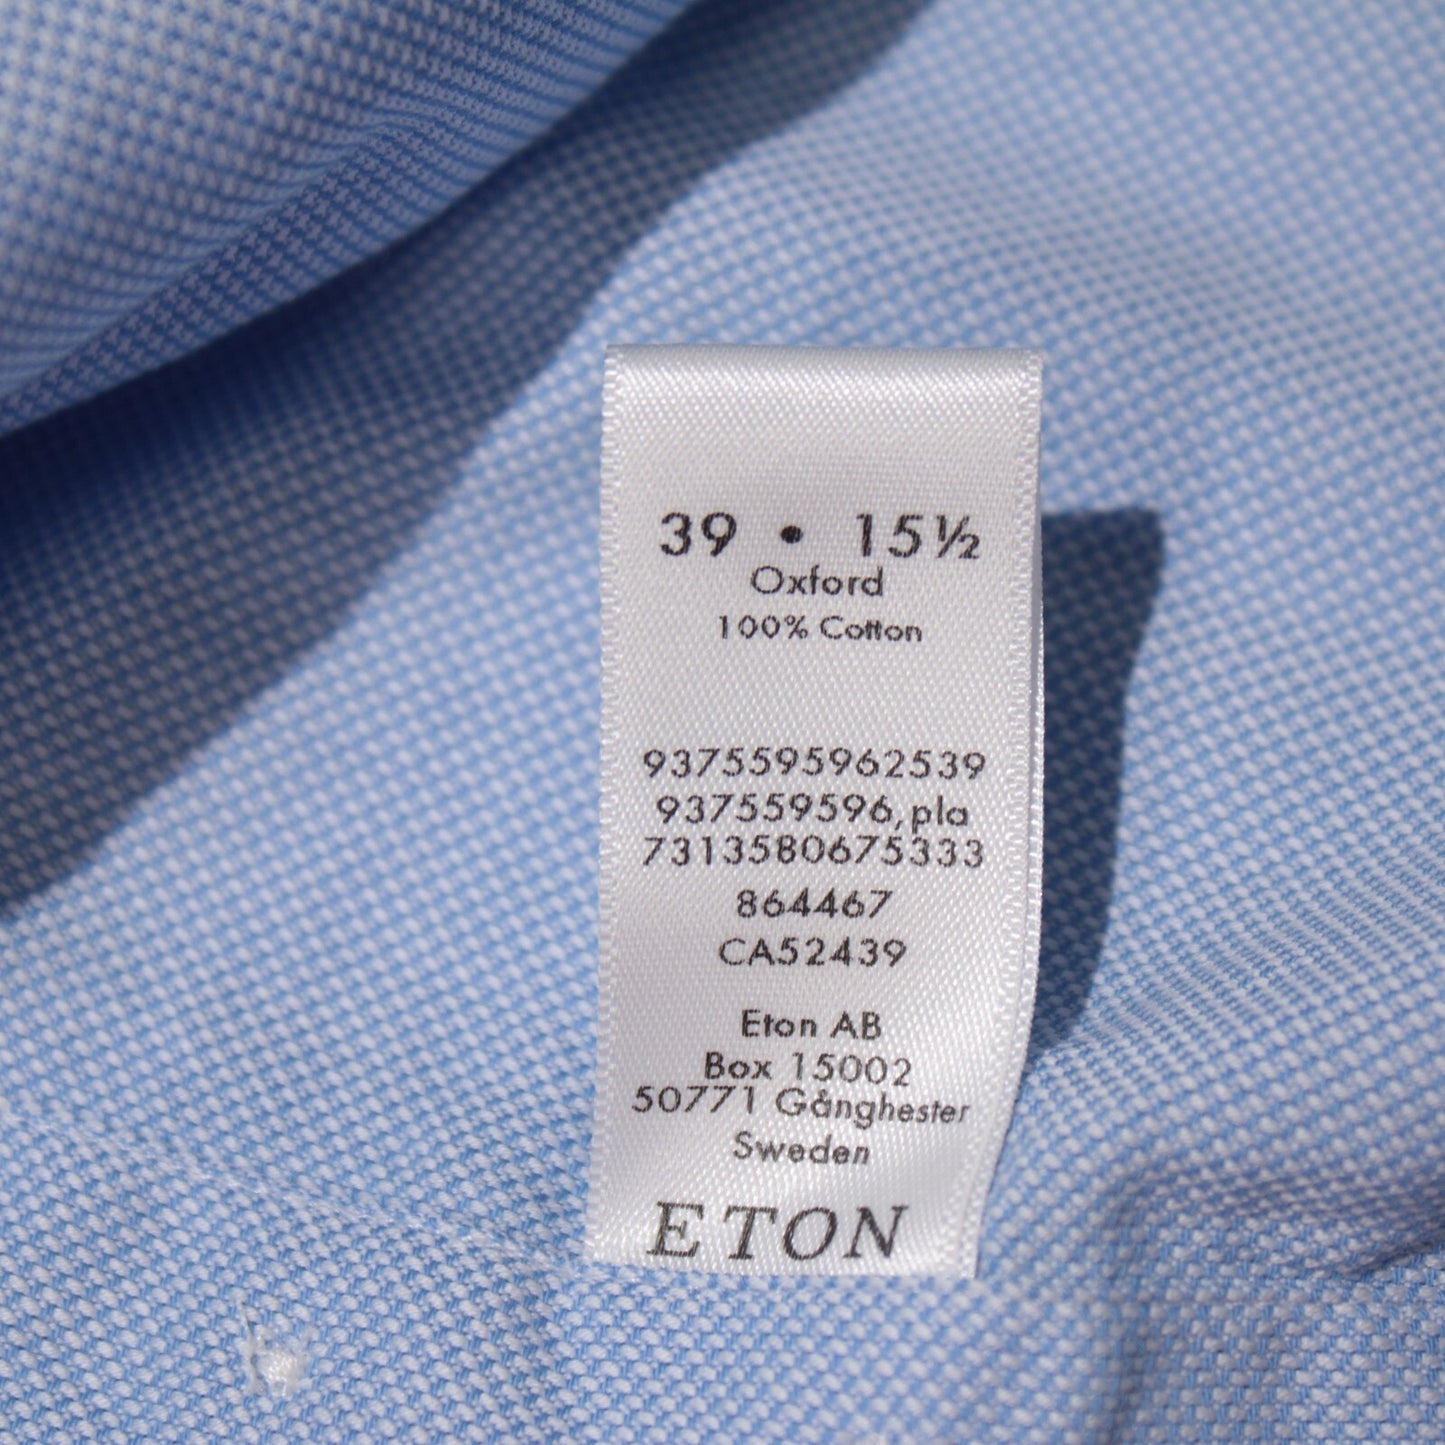 39 • 15½
Oxford
100% Cotton
9375595962539
937559596,pla
7313580675333
864467
CA52439
Eton AB
Box 15002
50771 Gånghester
Sweden
ETON